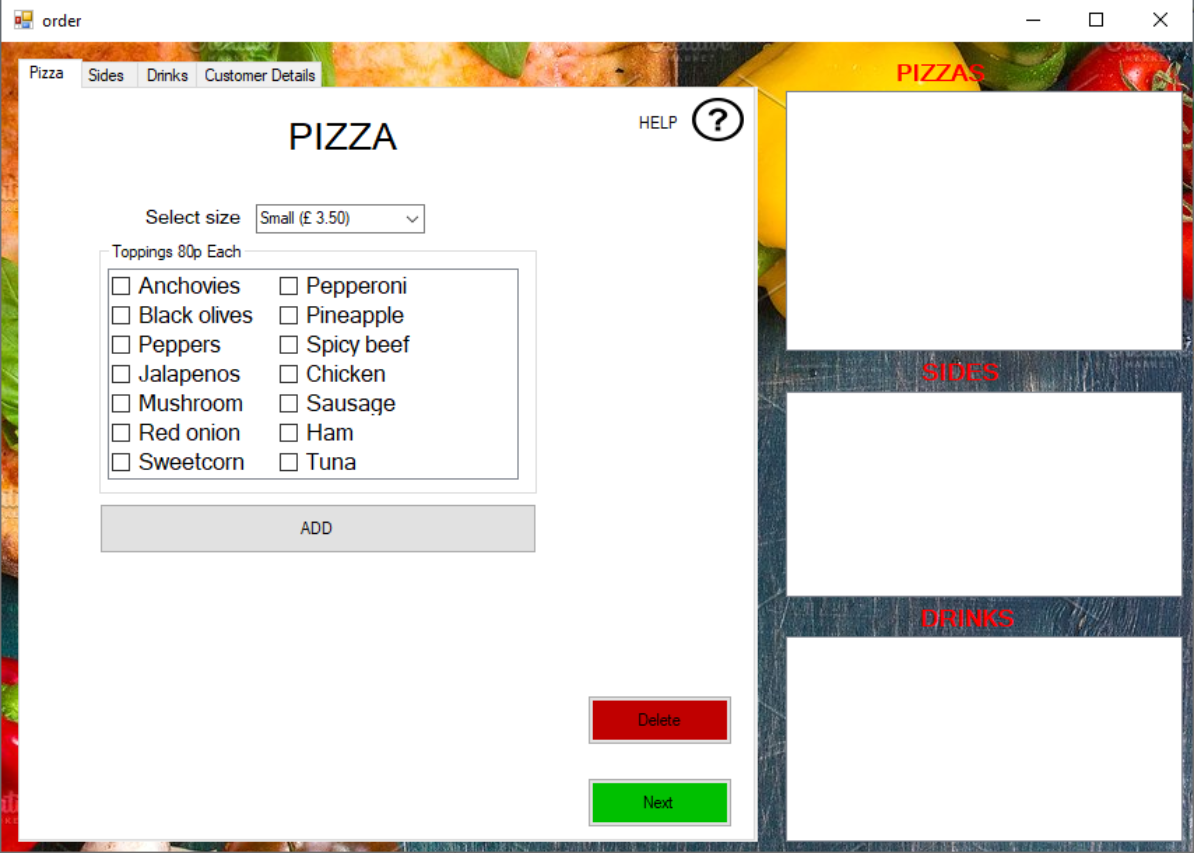 order
Pizza Sides Drinks Customer Details
PIZZA
HELP ?
Select size Small (£ 3.50)
Toppings 80p Each
Anchovies Pepperoni
Black olives Pineapple
Peppers Spicy beef
Jalapenos Chicken
Mushroom Sausage
Red onion Ham
Sweetcorn Tuna
ADD
Delete
Next
PIZZAS
SIDES
DRINKS